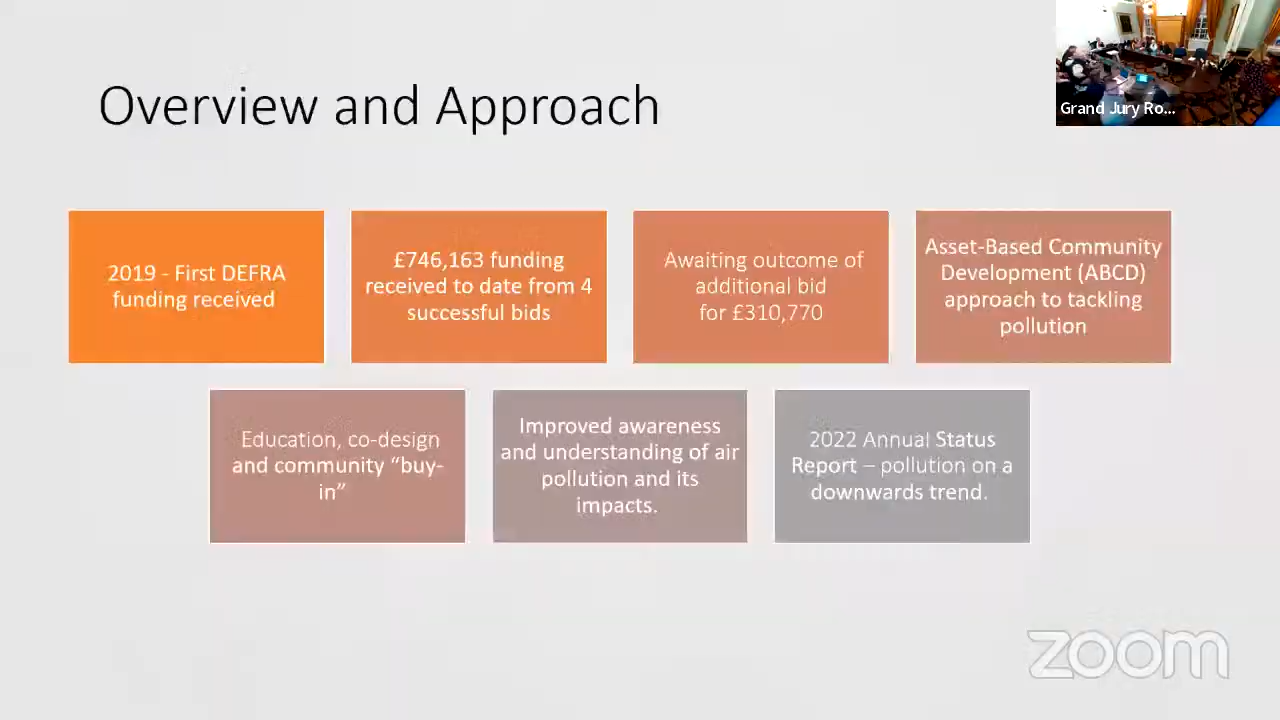 Overview and Approach
Grand Jury Ro...
2019 - First DEFRA
funding received
£746,163 funding
received to date from 4
successful bids
Awaiting outcome of
additional bid
for £310,770
Asset-Based Community
Development (ABCD)
approach to tackling
pollution
Education, co-design
and community “buy-
in”
Improved awareness
and understanding of air
pollution and its
impacts.
2022 Annual Status
Report – pollution on a
downwards trend.
zoom